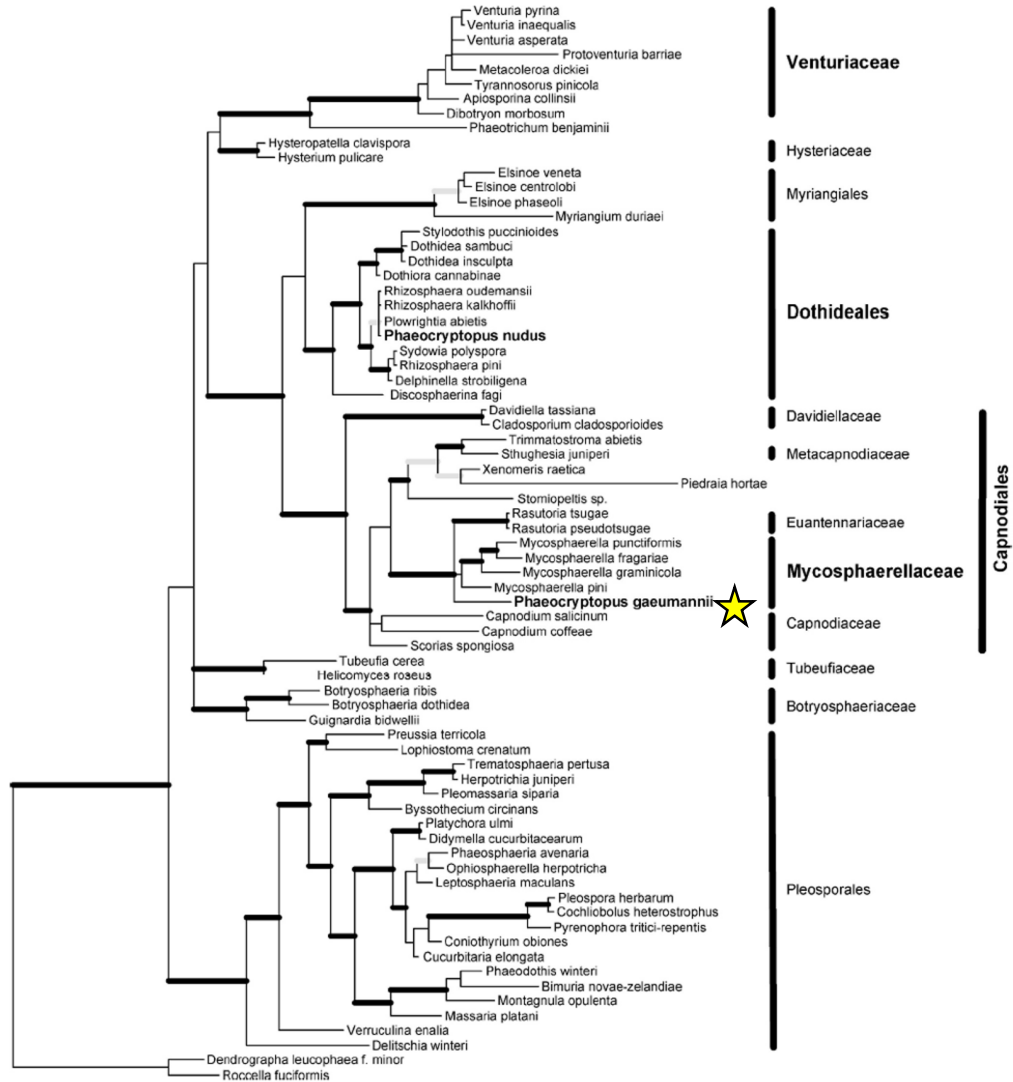 Venturia pyrina
Venturia inaequalis
Venturia asperata
Protoventuria barriae
Metacoleroa dickiei
Tyrannosorus pinicola
Apiosporina collinsii
Dibotryon morbosum
Phaeotrichum benjaminii
Venturiaceae
Hysteropatella clavispora
Hysterium pulicare
Hysteriaceae
Elsinoe veneta
Elsinoe centrolobi
Elsinoe phaseoli
Myriangium duriaei
Myriangiales
Stylodothis puccinioides
Dothidea sambuci
Dothidea insculpta
Dothiora cannabinae
Rhizosphaera oudemansii
Rhizosphaera kalkhoffii
Plowrightia abietis
Phaeocryptopus nudus
Sydowia polyspora
Rhizosphaera pini
Delphinella strobiligena
Discosphaerina fagi
Dothideales
Davidiella tassiana
Cladosporium cladosporioides
Davidiellaceae
Trimmatostroma abietis
Sthughesia juniperi
Metacapnodiaceae
Xenomeris raetica
Piedraia hortae
Stomiopeltis sp.
Rasutoria tsugae
Rasutoria pseudotsugae
Euantennariaceae
Mycosphaerella punctiformis
Mycosphaerella fragariae
Mycosphaerella graminicola
Mycosphaerella pini
Phaeocryptopus gaeumannii
Mycosphaerellaceae
Capnodium salicinum
Capnodium coffeae
Scorias spongiosa
Capnodiaceae
Capnodiales
Tubeufia cerea
Helicomyces roseus
Tubeufiaceae
Botryosphaeria ribis
Botryosphaeria dothidea
Guignardia bidwellii
Botryosphaeriaceae
Preussia terricola
Lophiostoma crenatum
Trematosphaeria pertusa
Herpotrichia juniperi
Pleomassaria siparia
Byssothecium circinans
Platychora ulmi
Didymella cucurbitacearum
Phaeosphaeria avenaria
Ophiosphaerella herpotricha
Leptosphaeria maculans
Pleospora herbarum
Cochliobolus heterostrophus
Pyrenophora tritici-repentis
Coniothyrium obiones
Cucurbitaria elongata
Phaeodothis winteri
Bimuria novae-zelandiae
Montagnula opulenta
Massaria platani
Verruculina enalia
Delitschia winteri
Pleosporales
Dendrographa leucophaea f. minor
Roccella fuciformis